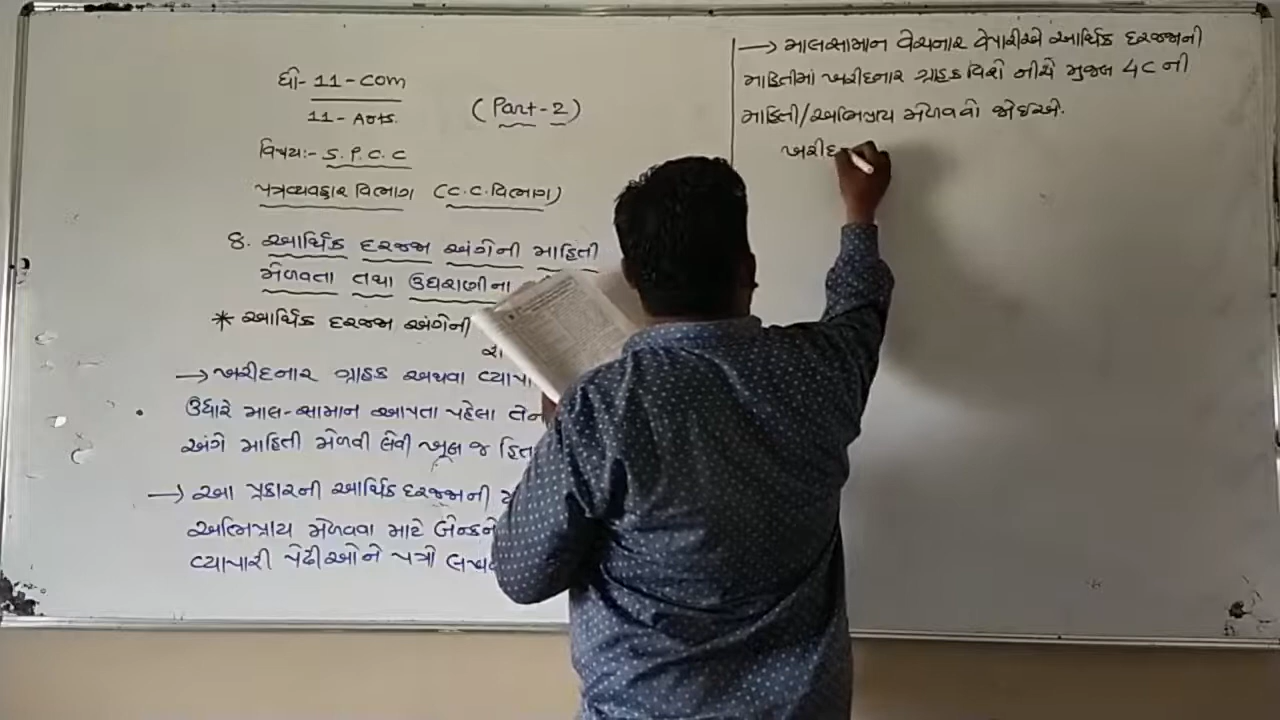 ધો- 11 - com
11 - Arts.
(Part - 2)
વિષય:- S. P. C. C
પત્રવ્યવહાર વિભાગ (C.C. વિભાગ)
8. આર્થિક દરજ્જા અંગેની માહિતી
મેળવતા તથા ઉઘરાણીના
* આર્થિક દરજ્જા અંગેની
→ ખરીદનાર ગ્રાહક અથવા વ્યાપા
ઉધારે માલ-સામાન આપતા પહેલા તેન
અંગે માહિતી મેળવી લેવી ખૂબ જ હિત
→ આ પ્રકારની આર્થિક દરજ્જાની
અભિપ્રાય મેળવવા માટે બેન્કને
વ્યાપારી પેઢીઓને પત્રો લખવ
→ માલસામાન વેચનાર વેપારીએ આર્થિક દરજ્જાની
માહિતીમાં ખરીદનાર ગ્રાહક વિશે નીચે મુજબ 4C ની
માહિતી/અભિપ્રાય મેળવવો જોઇએ.
ખરીદ